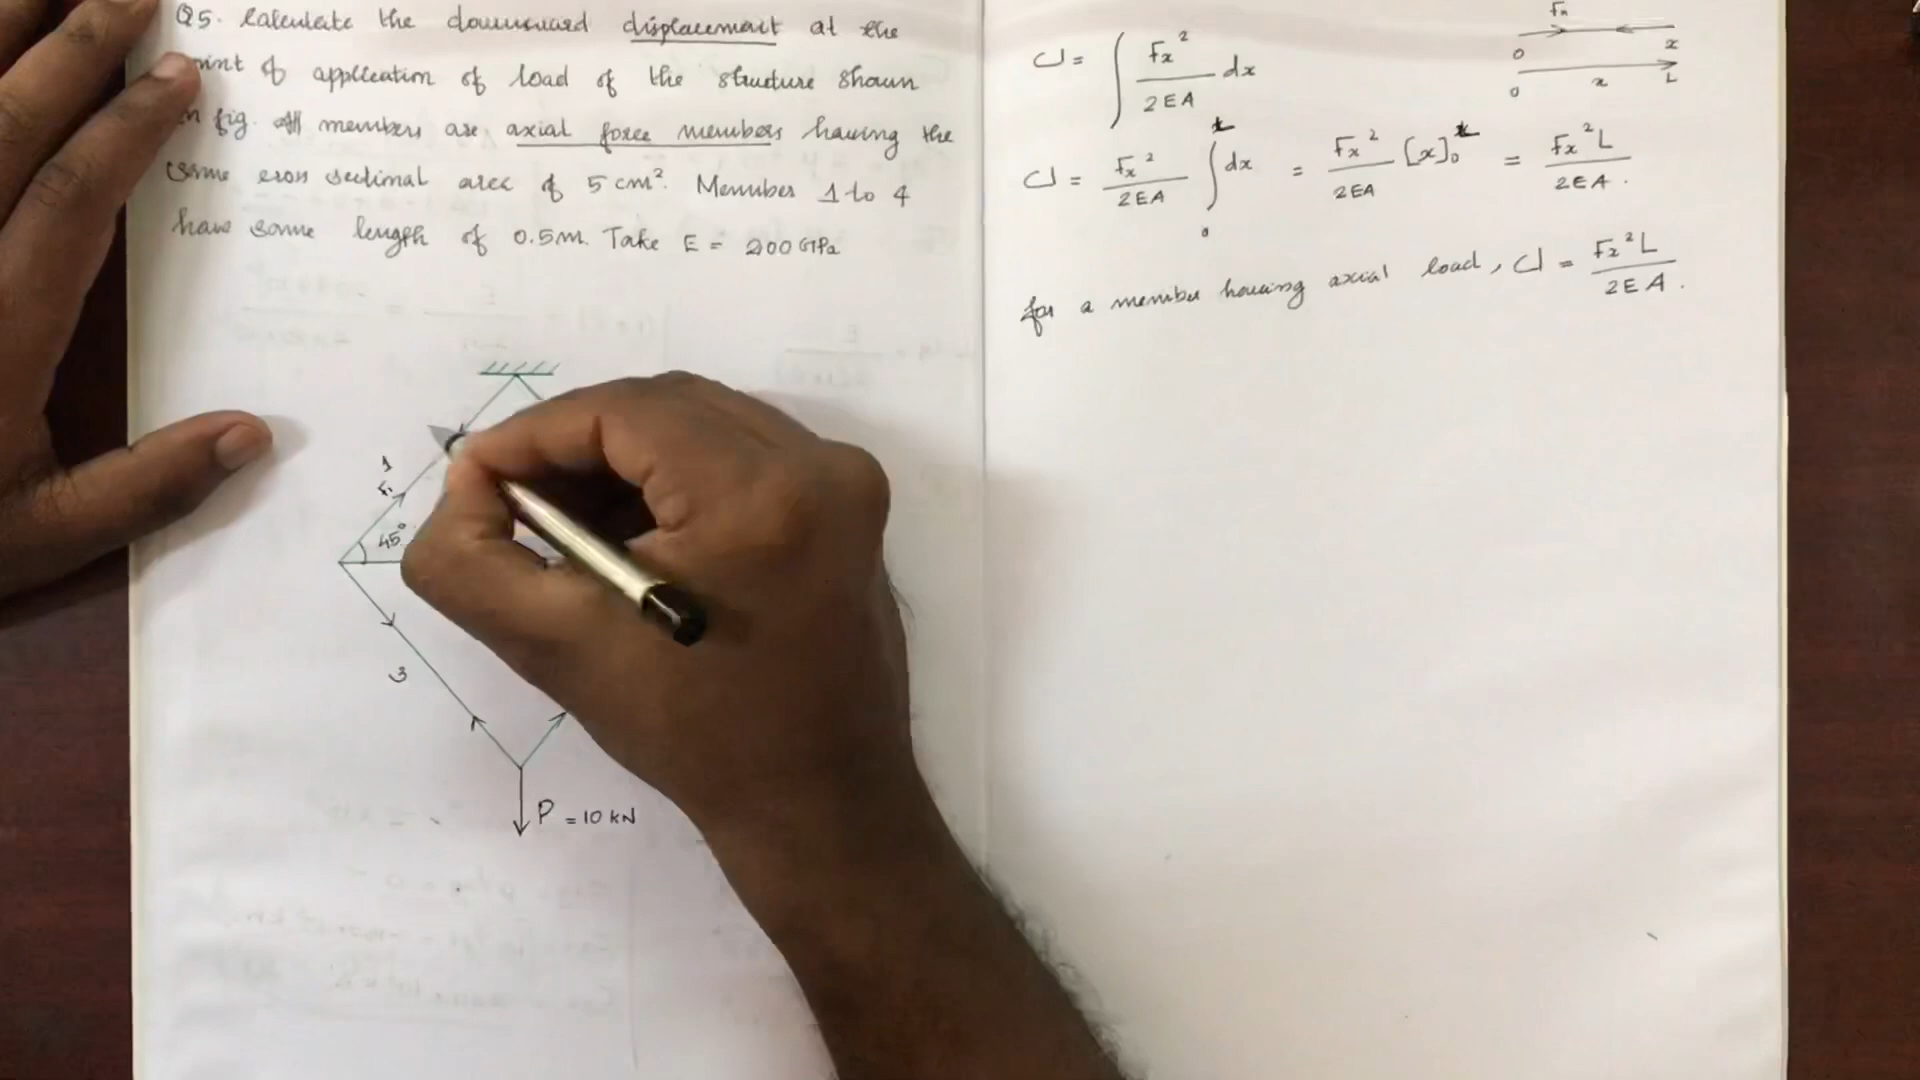 Q5. Calculate the downward displacement at the
point of application of load of the structure shown
in fig. All members are axial force members having the
same cross sectional area of 5 cm². Member 1 to 4
have same length of 0.5m. Take E = 200 GPa
1
F₁
45°
3
P = 10 kN
U = ∫ Fx² / 2EA dx
U = Fx² / 2EA ∫₀ᴸ dx = Fx² / 2EA [x]₀ᴸ = Fx² L / 2EA.
for a member having axial load, U = Fx² L / 2EA.
Fx
0 x
0 x L